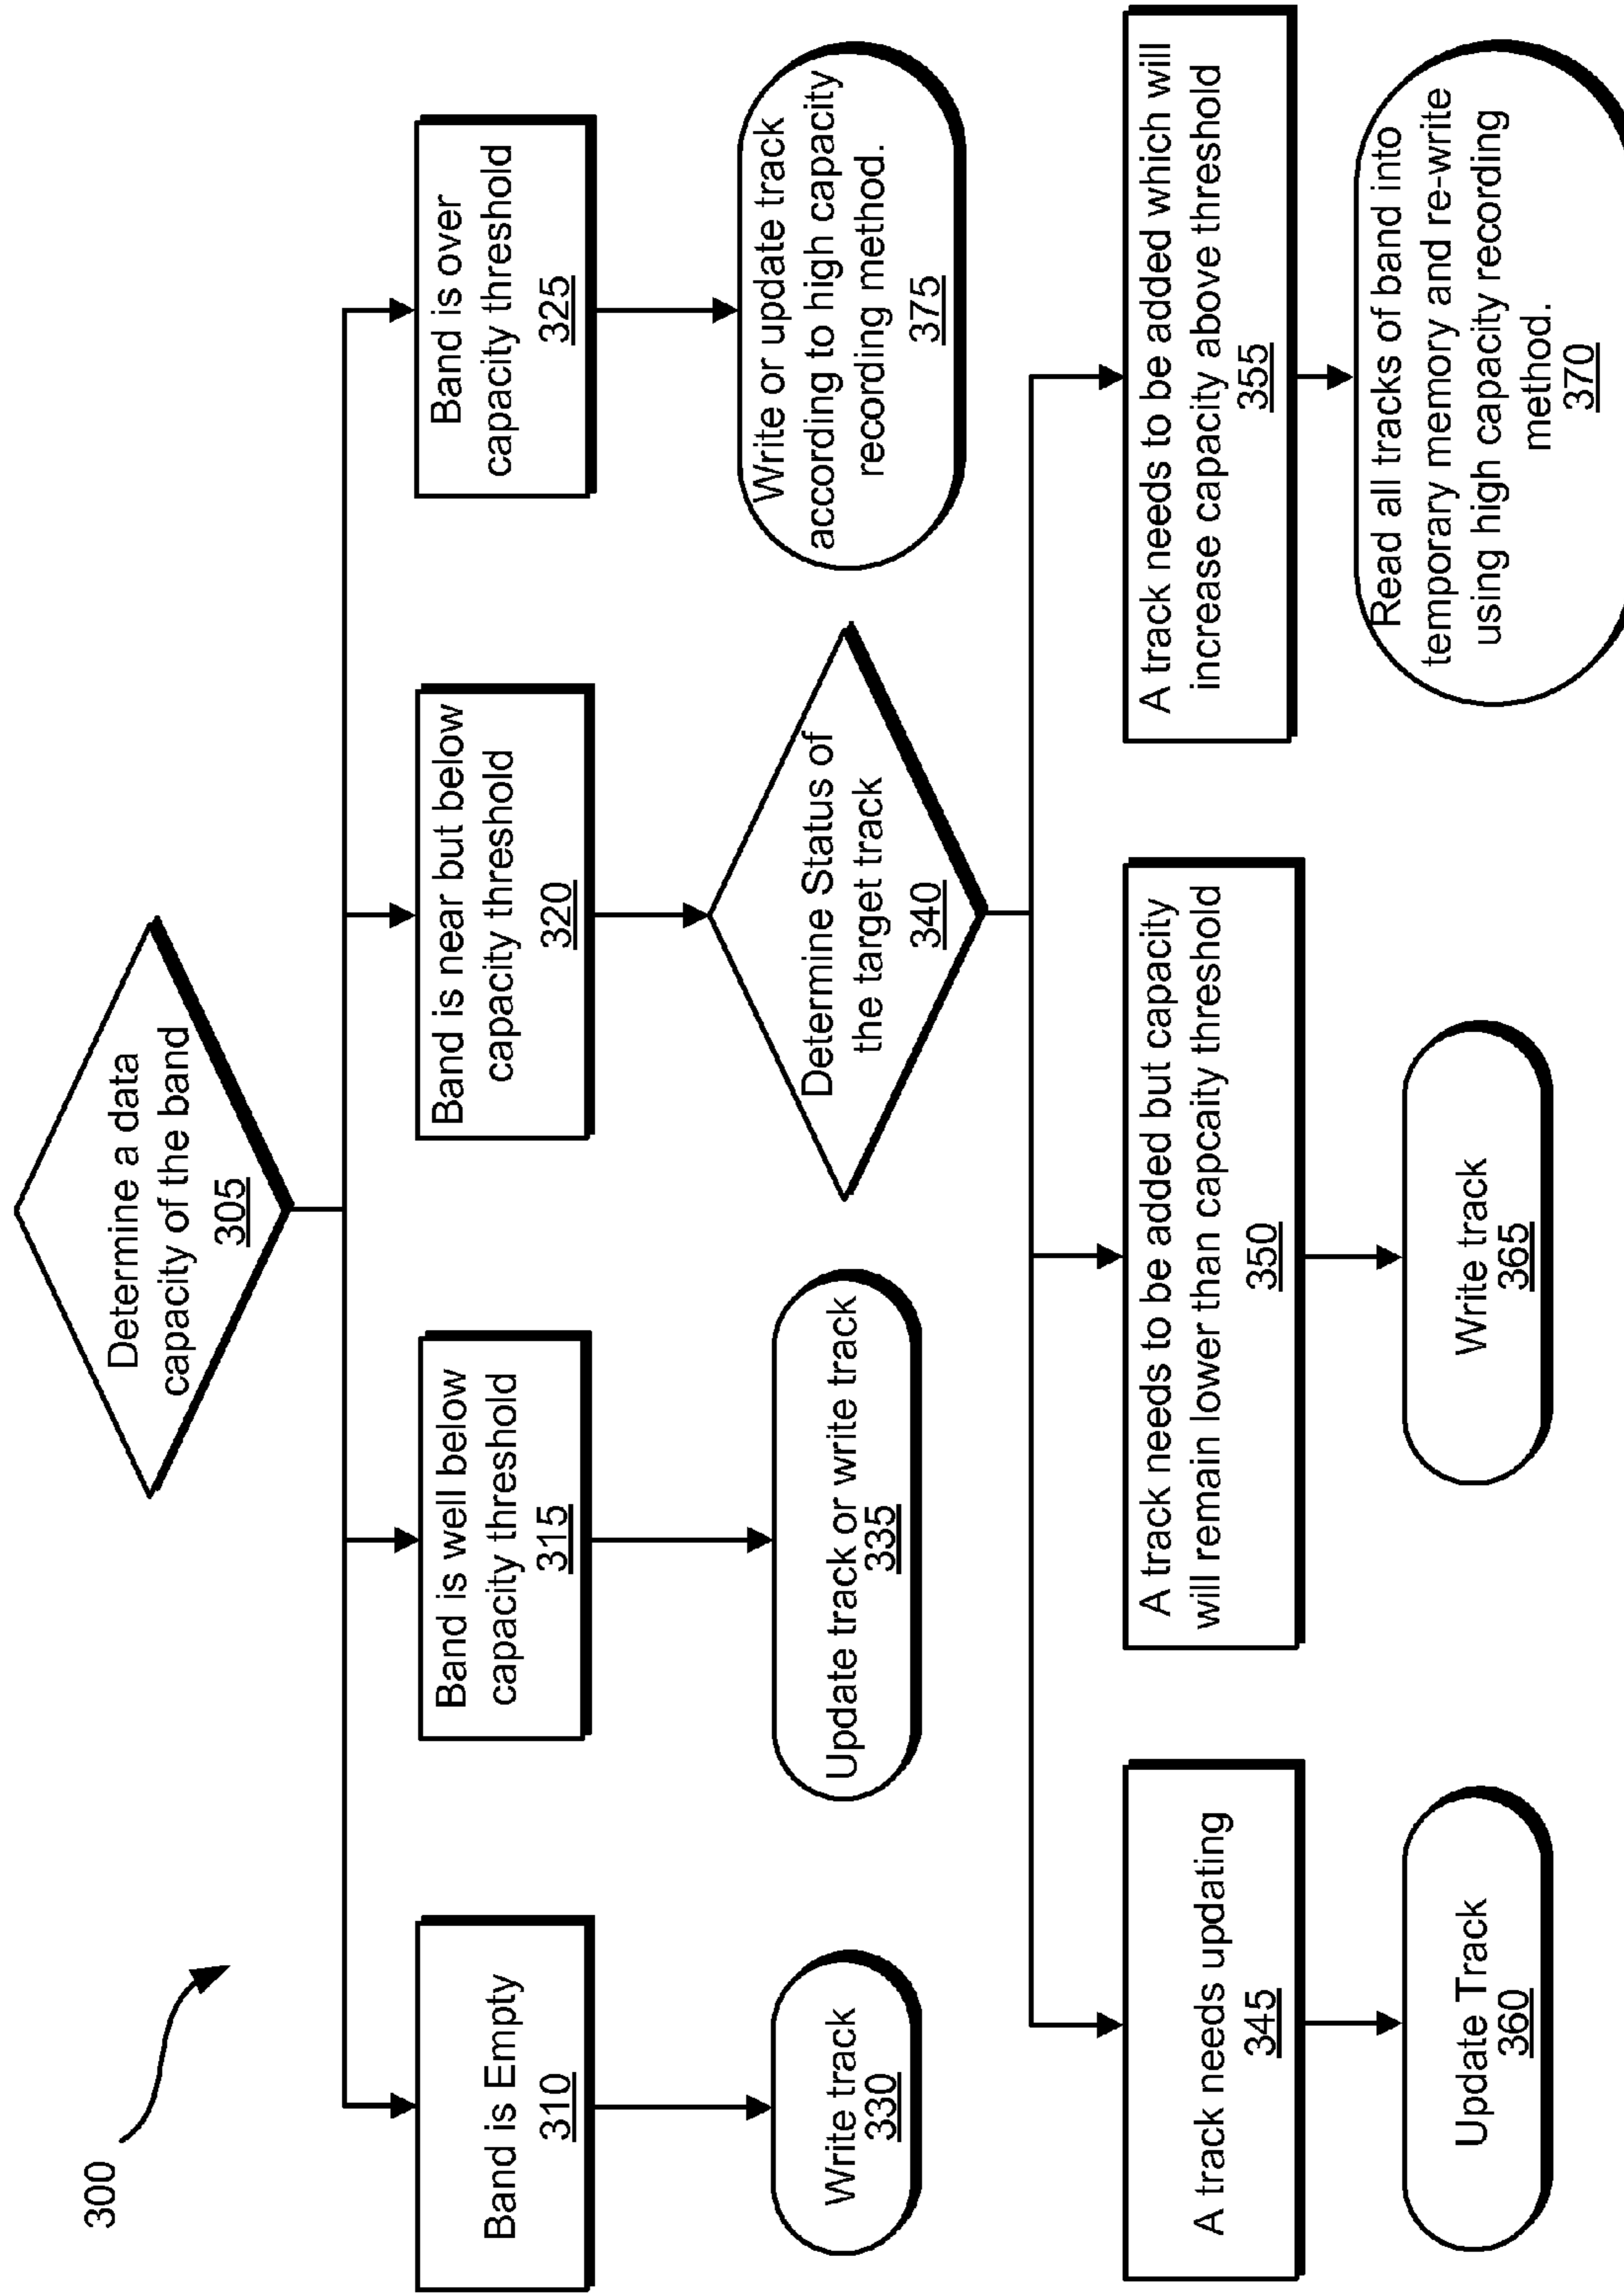 300
Determine a data
capacity of the band
305
Band is Empty
310
Band is well below
capacity threshold
315
Band is near but below
capacity threshold
320
Band is over
capacity threshold
325
Write track
330
Update track or write track
335
Determine Status of
the target track
340
Write or update track
according to high capacity
recording method.
375
A track needs updating
345
A track needs to be added but capacity
will remain lower than capcaity threshold
350
A track needs to be added which will
increase capacity above threshold
355
Update Track
360
Write track
365
Read all tracks of band into
temporary memory and re-write
using high capacity recording
method.
370